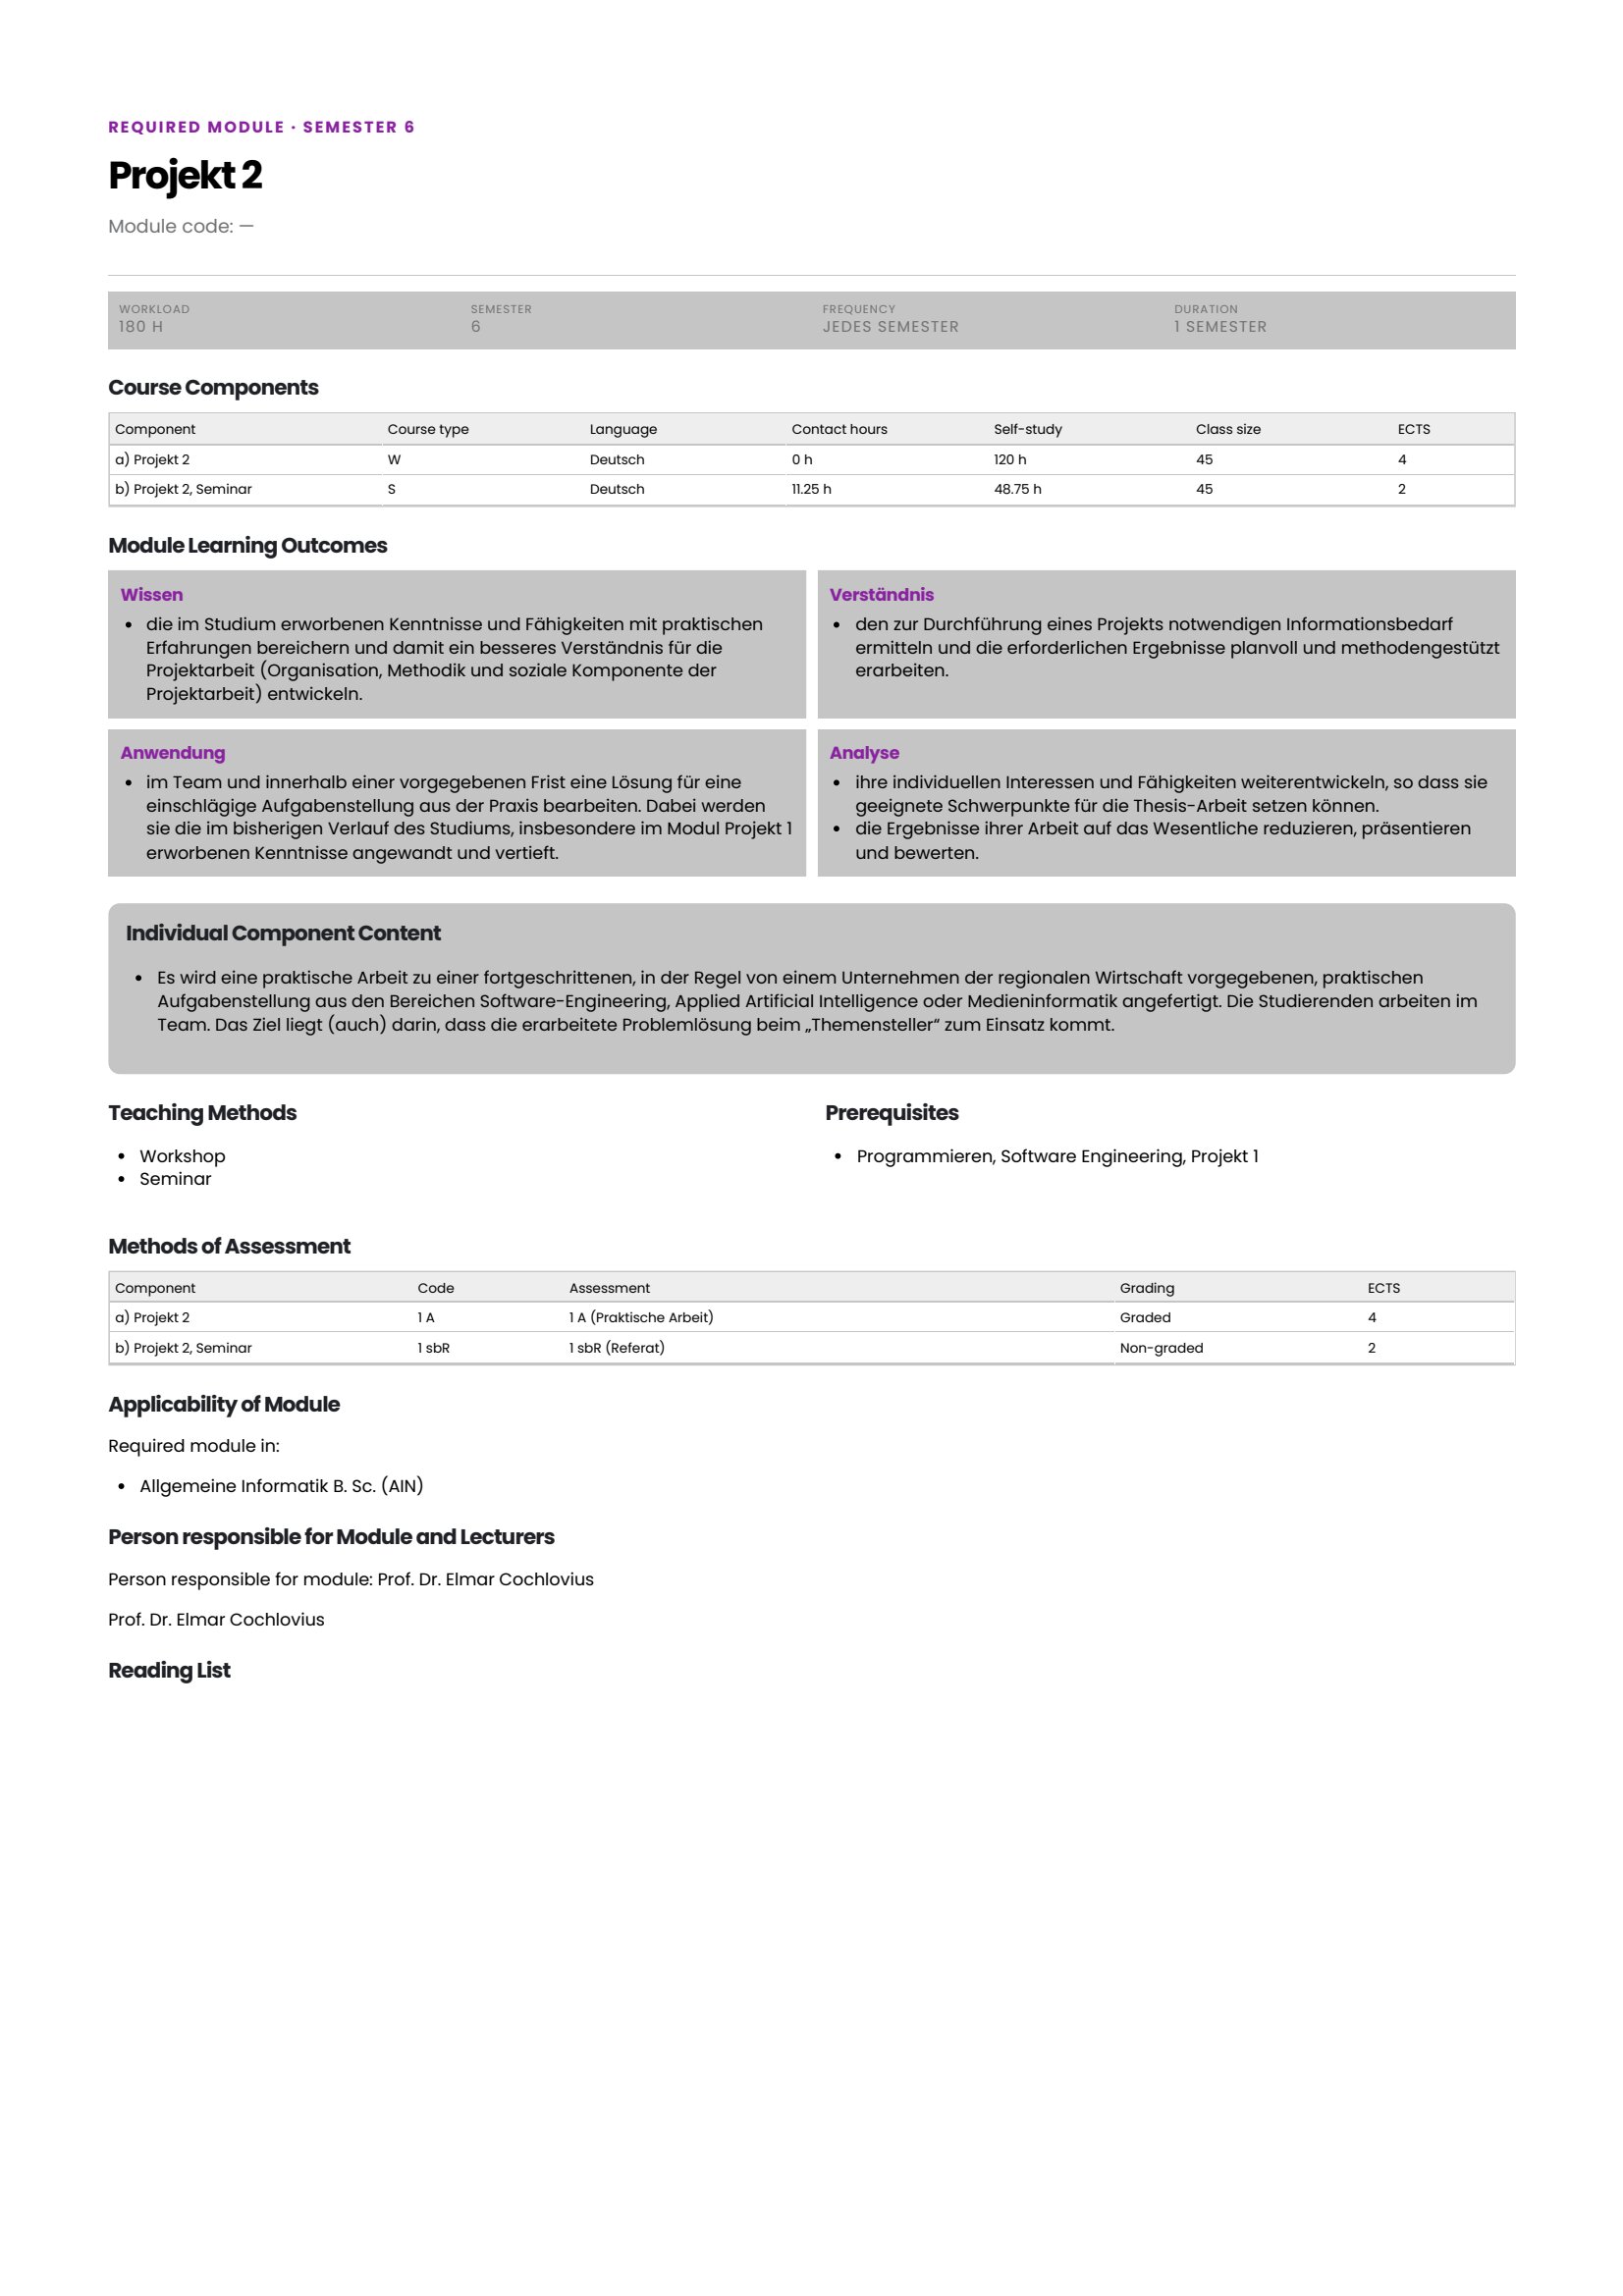 REQUIRED MODULE · SEMESTER 6
Projekt 2
Module code: —
WORKLOAD SEMESTER FREQUENCY DURATION
180 H 6 JEDES SEMESTER 1 SEMESTER
Course Components
Component Course type Language Contact hours Self-study Class size ECTS
a) Projekt 2 W Deutsch 0 h 120 h 45 4
b) Projekt 2, Seminar S Deutsch 11.25 h 48.75 h 45 2
Module Learning Outcomes
Wissen
• die im Studium erworbenen Kenntnisse und Fähigkeiten mit praktischen
Erfahrungen bereichern und damit ein besseres Verständnis für die
Projektarbeit (Organisation, Methodik und soziale Komponente der
Projektarbeit) entwickeln.
Verständnis
• den zur Durchführung eines Projekts notwendigen Informationsbedarf
ermitteln und die erforderlichen Ergebnisse planvoll und methodengestützt
erarbeiten.
Anwendung
• im Team und innerhalb einer vorgegebenen Frist eine Lösung für eine
einschlägige Aufgabenstellung aus der Praxis bearbeiten. Dabei werden
sie die im bisherigen Verlauf des Studiums, insbesondere im Modul Projekt 1
erworbenen Kenntnisse angewandt und vertieft.
Analyse
• ihre individuellen Interessen und Fähigkeiten weiterentwickeln, so dass sie
geeignete Schwerpunkte für die Thesis-Arbeit setzen können.
• die Ergebnisse ihrer Arbeit auf das Wesentliche reduzieren, präsentieren
und bewerten.
Individual Component Content
• Es wird eine praktische Arbeit zu einer fortgeschrittenen, in der Regel von einem Unternehmen der regionalen Wirtschaft vorgegebenen, praktischen
Aufgabenstellung aus den Bereichen Software-Engineering, Applied Artificial Intelligence oder Medieninformatik angefertigt. Die Studierenden arbeiten im
Team. Das Ziel liegt (auch) darin, dass die erarbeitete Problemlösung beim „Themensteller“ zum Einsatz kommt.
Teaching Methods
• Workshop
• Seminar
Prerequisites
• Programmieren, Software Engineering, Projekt 1
Methods of Assessment
Component Code Assessment Grading ECTS
a) Projekt 2 1 A 1 A (Praktische Arbeit) Graded 4
b) Projekt 2, Seminar 1 sbR 1 sbR (Referat) Non-graded 2
Applicability of Module
Required module in:
• Allgemeine Informatik B. Sc. (AIN)
Person responsible for Module and Lecturers
Person responsible for module: Prof. Dr. Elmar Cochlovius
Prof. Dr. Elmar Cochlovius
Reading List